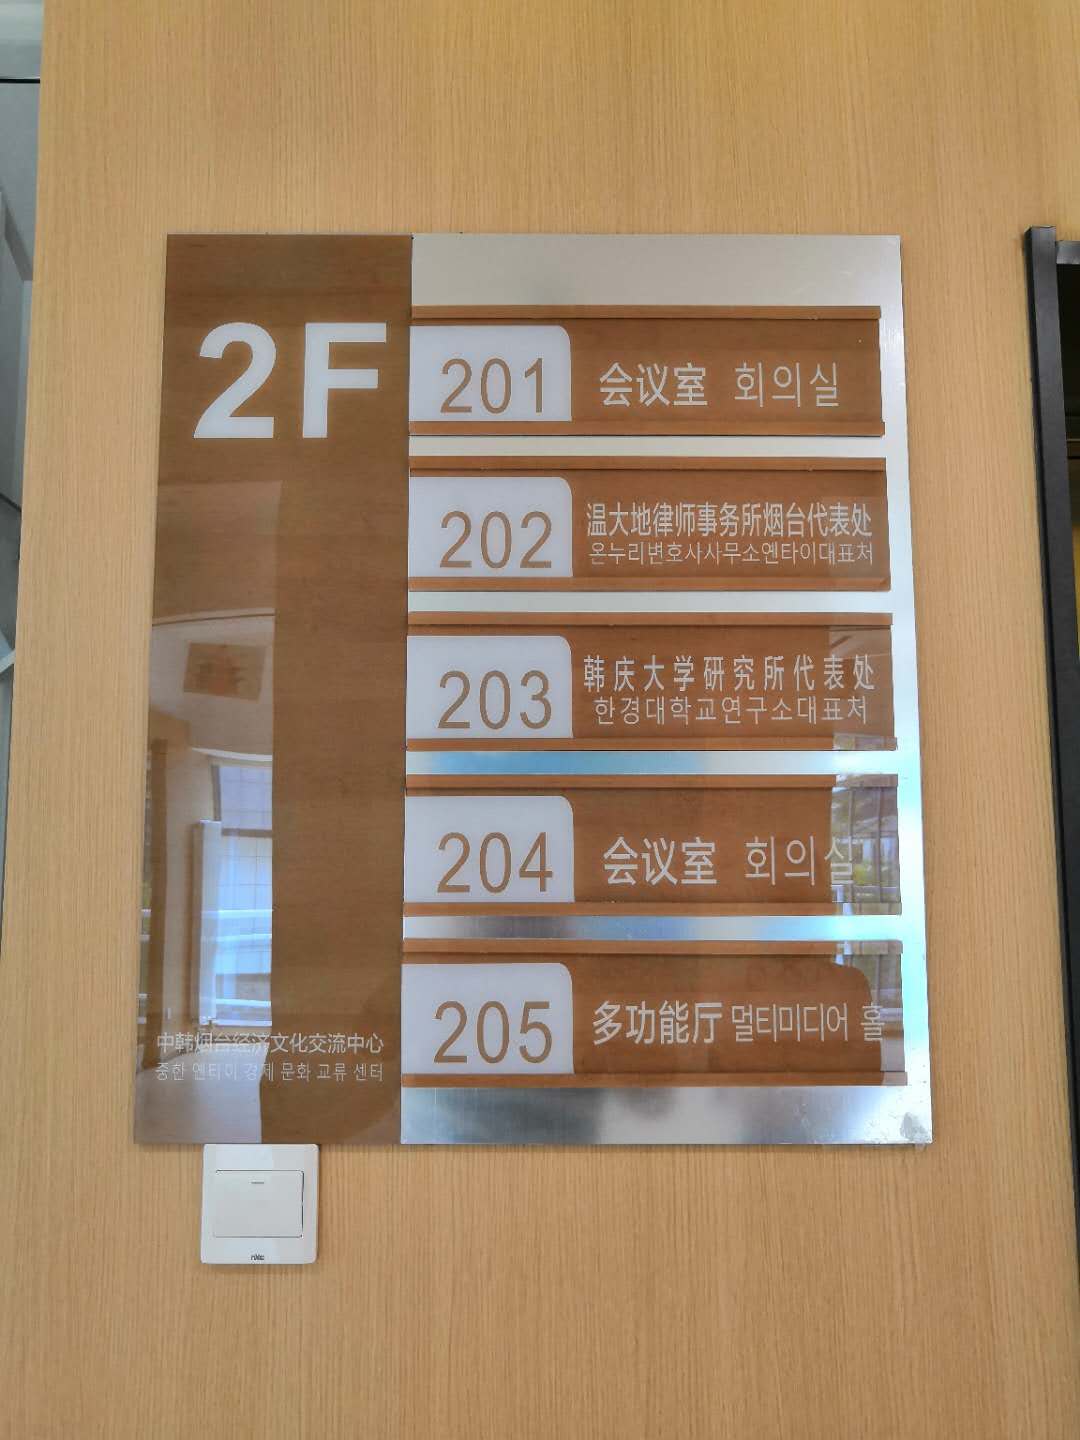 2F
201
会议室 회의실
202
温大地律师事务所烟台代表处
온누리변호사사무소엔타이대표처
203
韩庆大学研究所代表处
한경대학교연구소대표처
204
会议室 회의실
205
多功能厅 멀티미디어 홀
中韩烟台经济文化交流中心
중한 엔타이 경제 문화 교류 센터